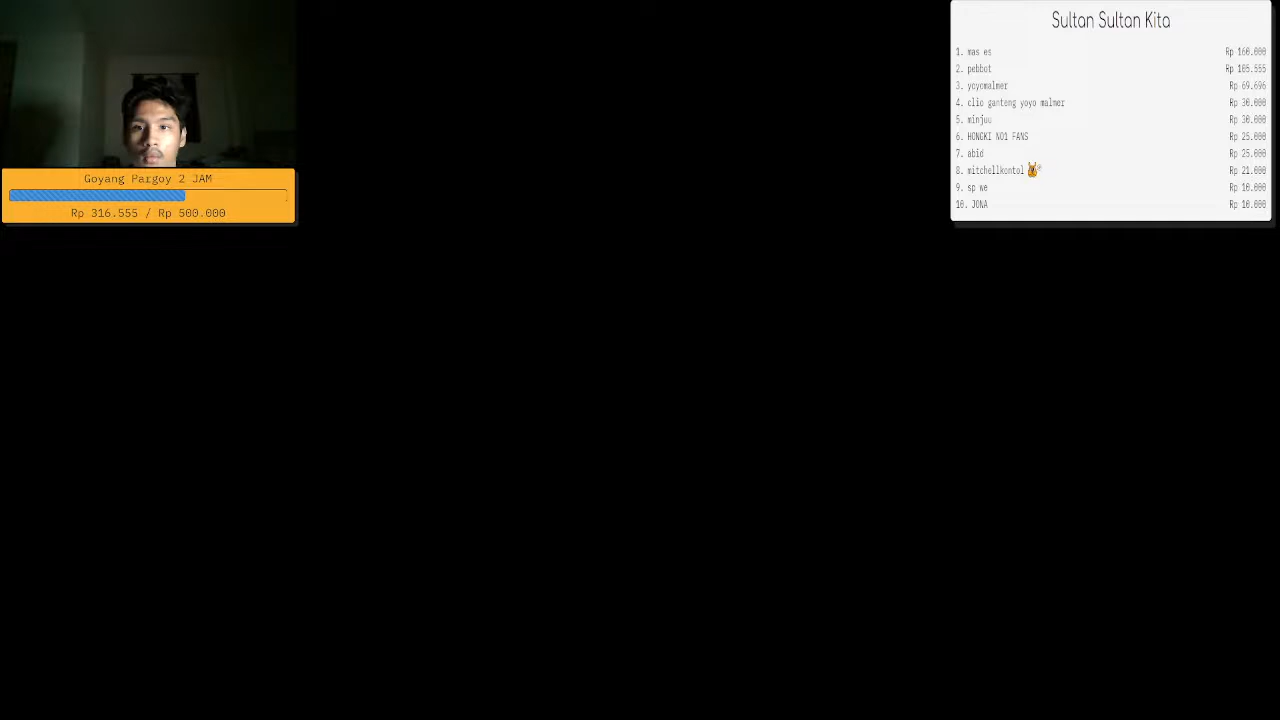 Goyang Pargoy 2 JAM
Rp 316.555 / Rp 500.000
Sultan Sultan Kita
1. mas es Rp 160.000
2. pebbot Rp 105.555
3. yoyomalmer Rp 69.696
4. clio ganteng yoyo malmer Rp 30.000
5. minjuu Rp 30.000
6. HONGKI NO1 FANS Rp 25.000
7. abid Rp 25.000
8. mitchellkontol Rp 21.000
9. sp we Rp 10.000
10. JONA Rp 10.000